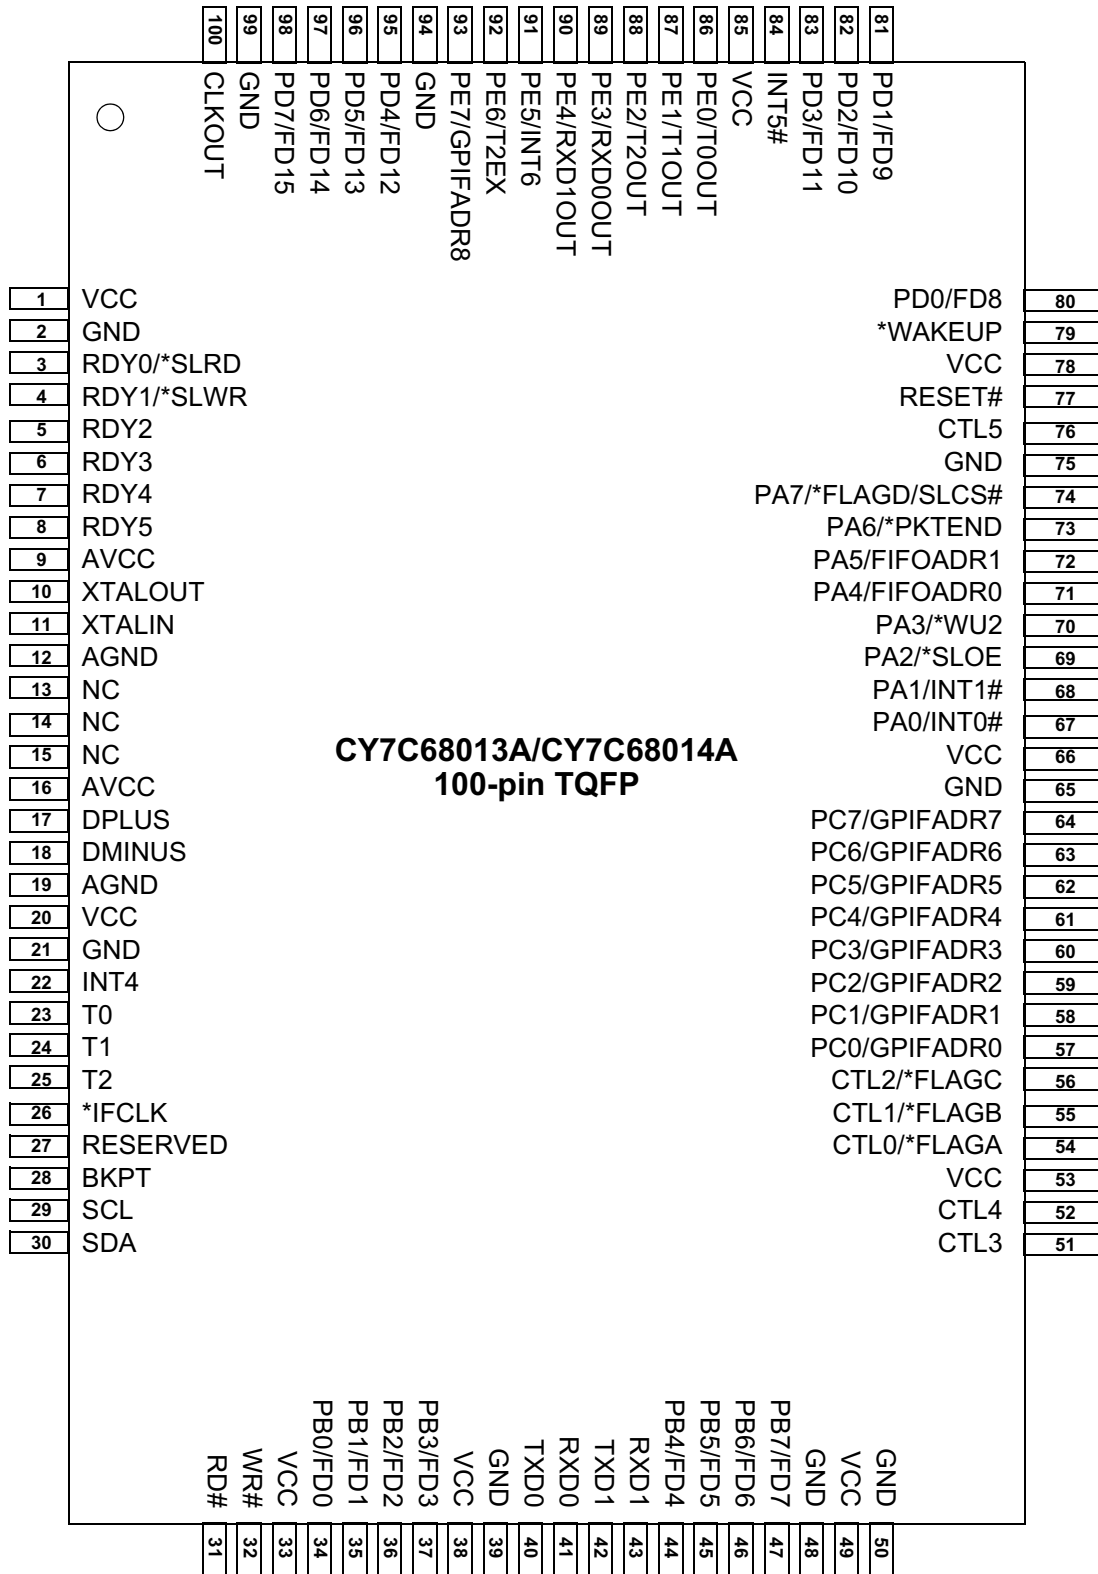 100
99
98
97
96
95
94
93
92
91
90
89
88
87
86
85
84
83
82
81
CLKOUT
GND
PD7/FD15
PD6/FD14
PD5/FD13
PD4/FD12
GND
PE7/GPIFADR8
PE6/T2EX
PE5/INT6
PE4/RXD1OUT
PE3/RXD0OUT
PE2/T2OUT
PE1/T1OUT
PE0/T0OUT
VCC
INT5#
PD3/FD11
PD2/FD10
PD1/FD9
1 VCC
2 GND
3 RDY0/*SLRD
4 RDY1/*SLWR
5 RDY2
6 RDY3
7 RDY4
8 RDY5
9 AVCC
10 XTALOUT
11 XTALIN
12 AGND
13 NC
14 NC
15 NC
16 AVCC
17 DPLUS
18 DMINUS
19 AGND
20 VCC
21 GND
22 INT4
23 T0
24 T1
25 T2
26 *IFCLK
27 RESERVED
28 BKPT
29 SCL
30 SDA
CY7C68013A/CY7C68014A
100-pin TQFP
PD0/FD8 80
*WAKEUP 79
VCC 78
RESET# 77
CTL5 76
GND 75
PA7/*FLAGD/SLCS# 74
PA6/*PKTEND 73
PA5/FIFOADR1 72
PA4/FIFOADR0 71
PA3/*WU2 70
PA2/*SLOE 69
PA1/INT1# 68
PA0/INT0# 67
VCC 66
GND 65
PC7/GPIFADR7 64
PC6/GPIFADR6 63
PC5/GPIFADR5 62
PC4/GPIFADR4 61
PC3/GPIFADR3 60
PC2/GPIFADR2 59
PC1/GPIFADR1 58
PC0/GPIFADR0 57
CTL2/*FLAGC 56
CTL1/*FLAGB 55
CTL0/*FLAGA 54
VCC 53
CTL4 52
CTL3 51
RD#
WR#
VCC
PB0/FD0
PB1/FD1
PB2/FD2
PB3/FD3
VCC
GND
TXD0
RXD0
TXD1
RXD1
PB4/FD4
PB5/FD5
PB6/FD6
PB7/FD7
GND
VCC
GND
31
32
33
34
35
36
37
38
39
40
41
42
43
44
45
46
47
48
49
50